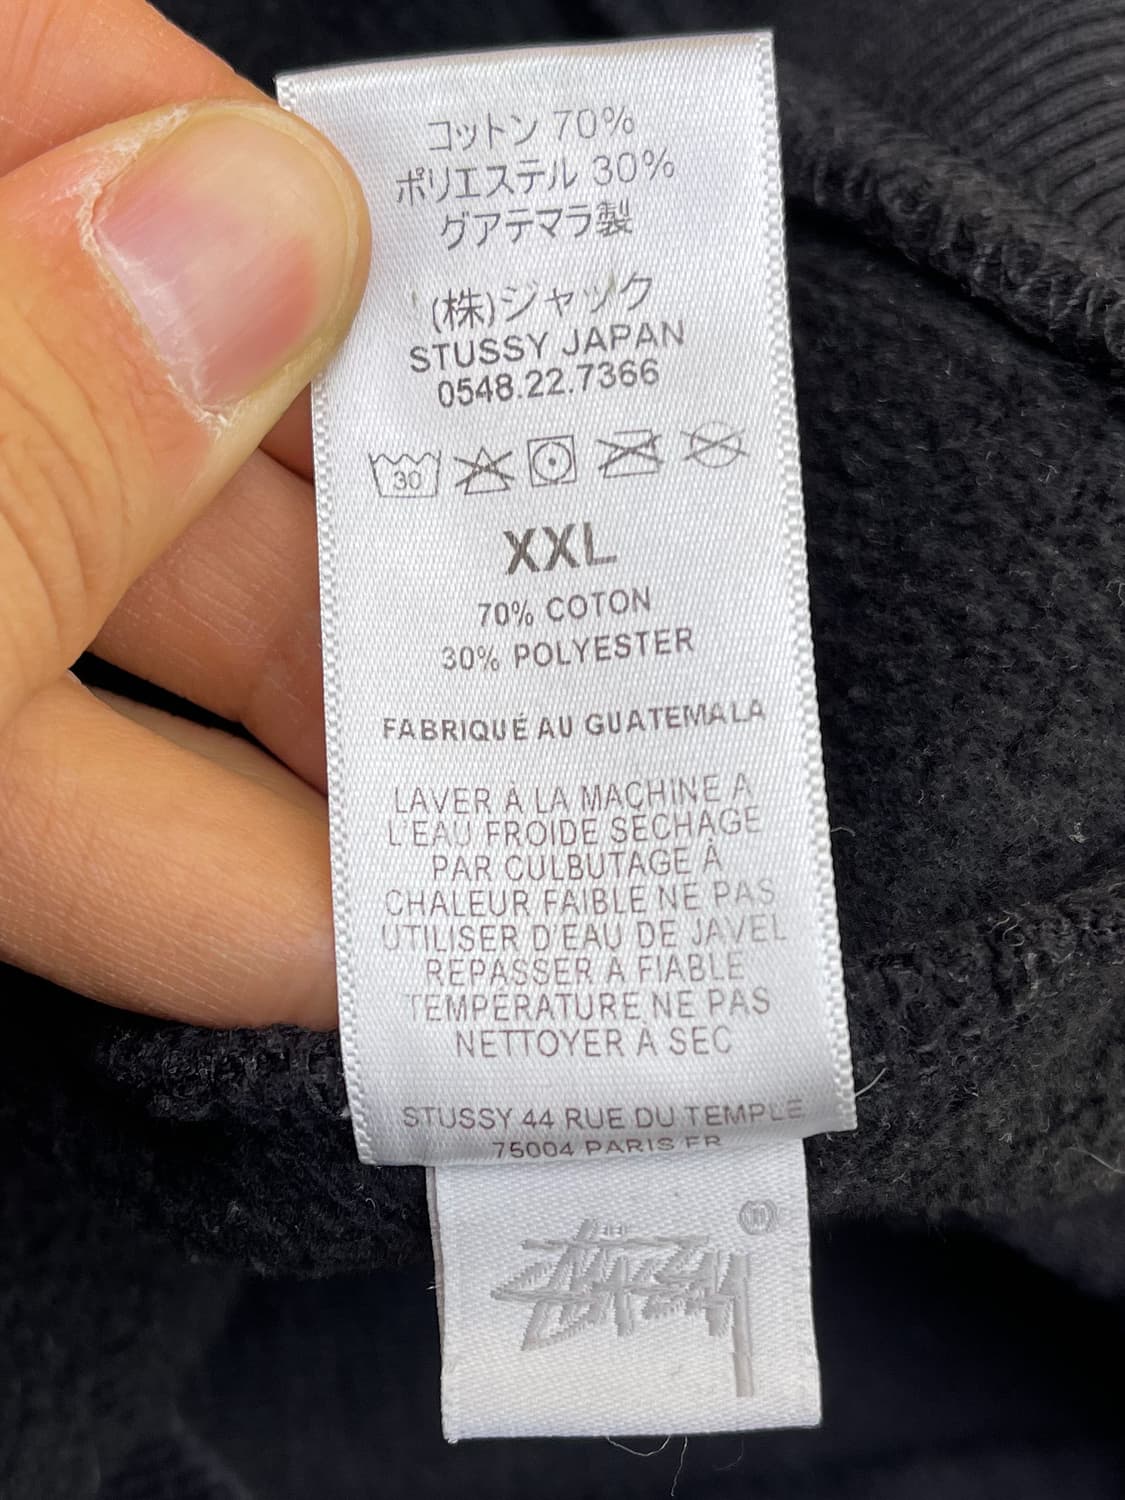 コットン 70%
ポリエステル 30%
グアテマラ製
(株)ジャック
STUSSY JAPAN
0548.22.7366
30
XXL
70% COTON
30% POLYESTER
FABRIQUÉ AU GUATEMALA
LAVER À LA MACHINE A
L'EAU FROIDE SECHAGE
PAR CULBUTAGE À
CHALEUR FAIBLE NE PAS
UTILISER D'EAU DE JAVEL
REPASSER A FIABLE
TEMPÉRATURE NE PAS
NETTOYER A SEC
STUSSY 44 RUE DU TEMPLE
75004 PARIS FR
STUSSY